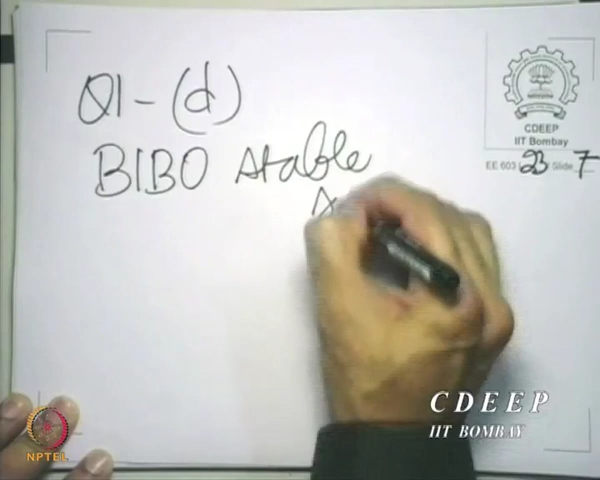 Q1-(d)
BIBO stable
CDEEP
IIT Bombay
EE 603 L 23 / Slide 7
NPTEL
CDEEP
IIT BOMBAY